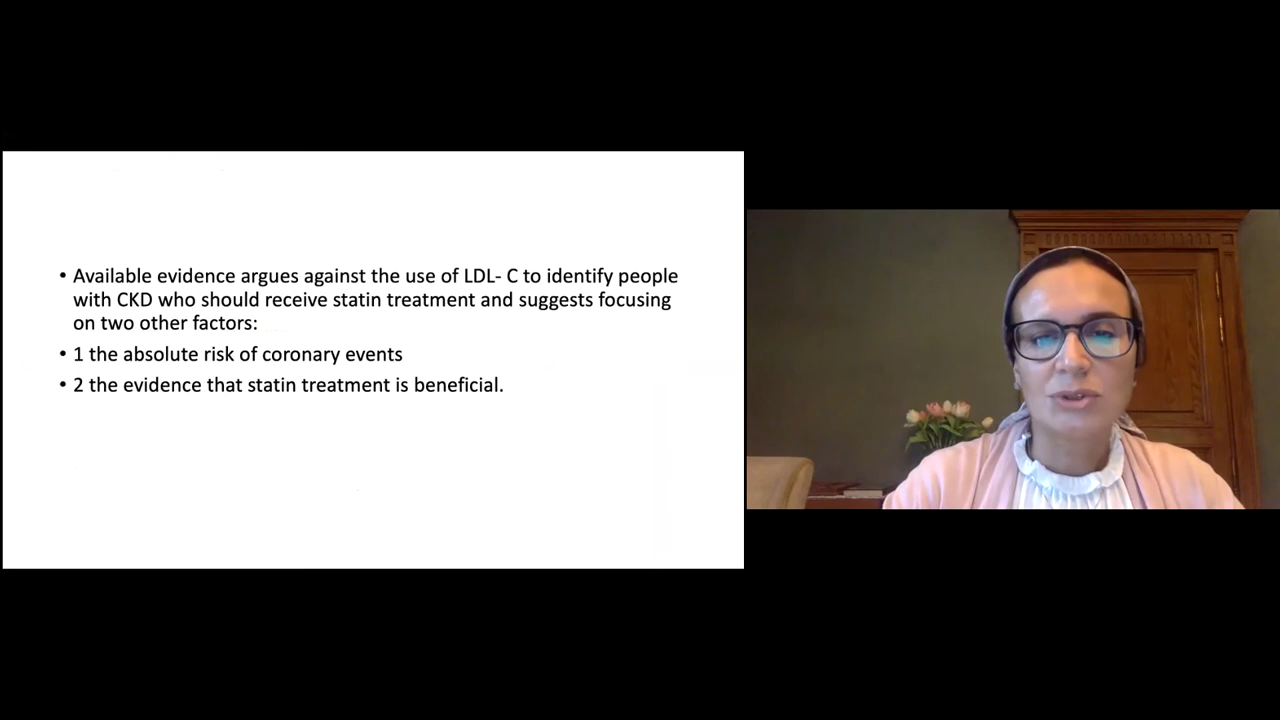 • Available evidence argues against the use of LDL- C to identify people
with CKD who should receive statin treatment and suggests focusing
on two other factors:
• 1 the absolute risk of coronary events
• 2 the evidence that statin treatment is beneficial.